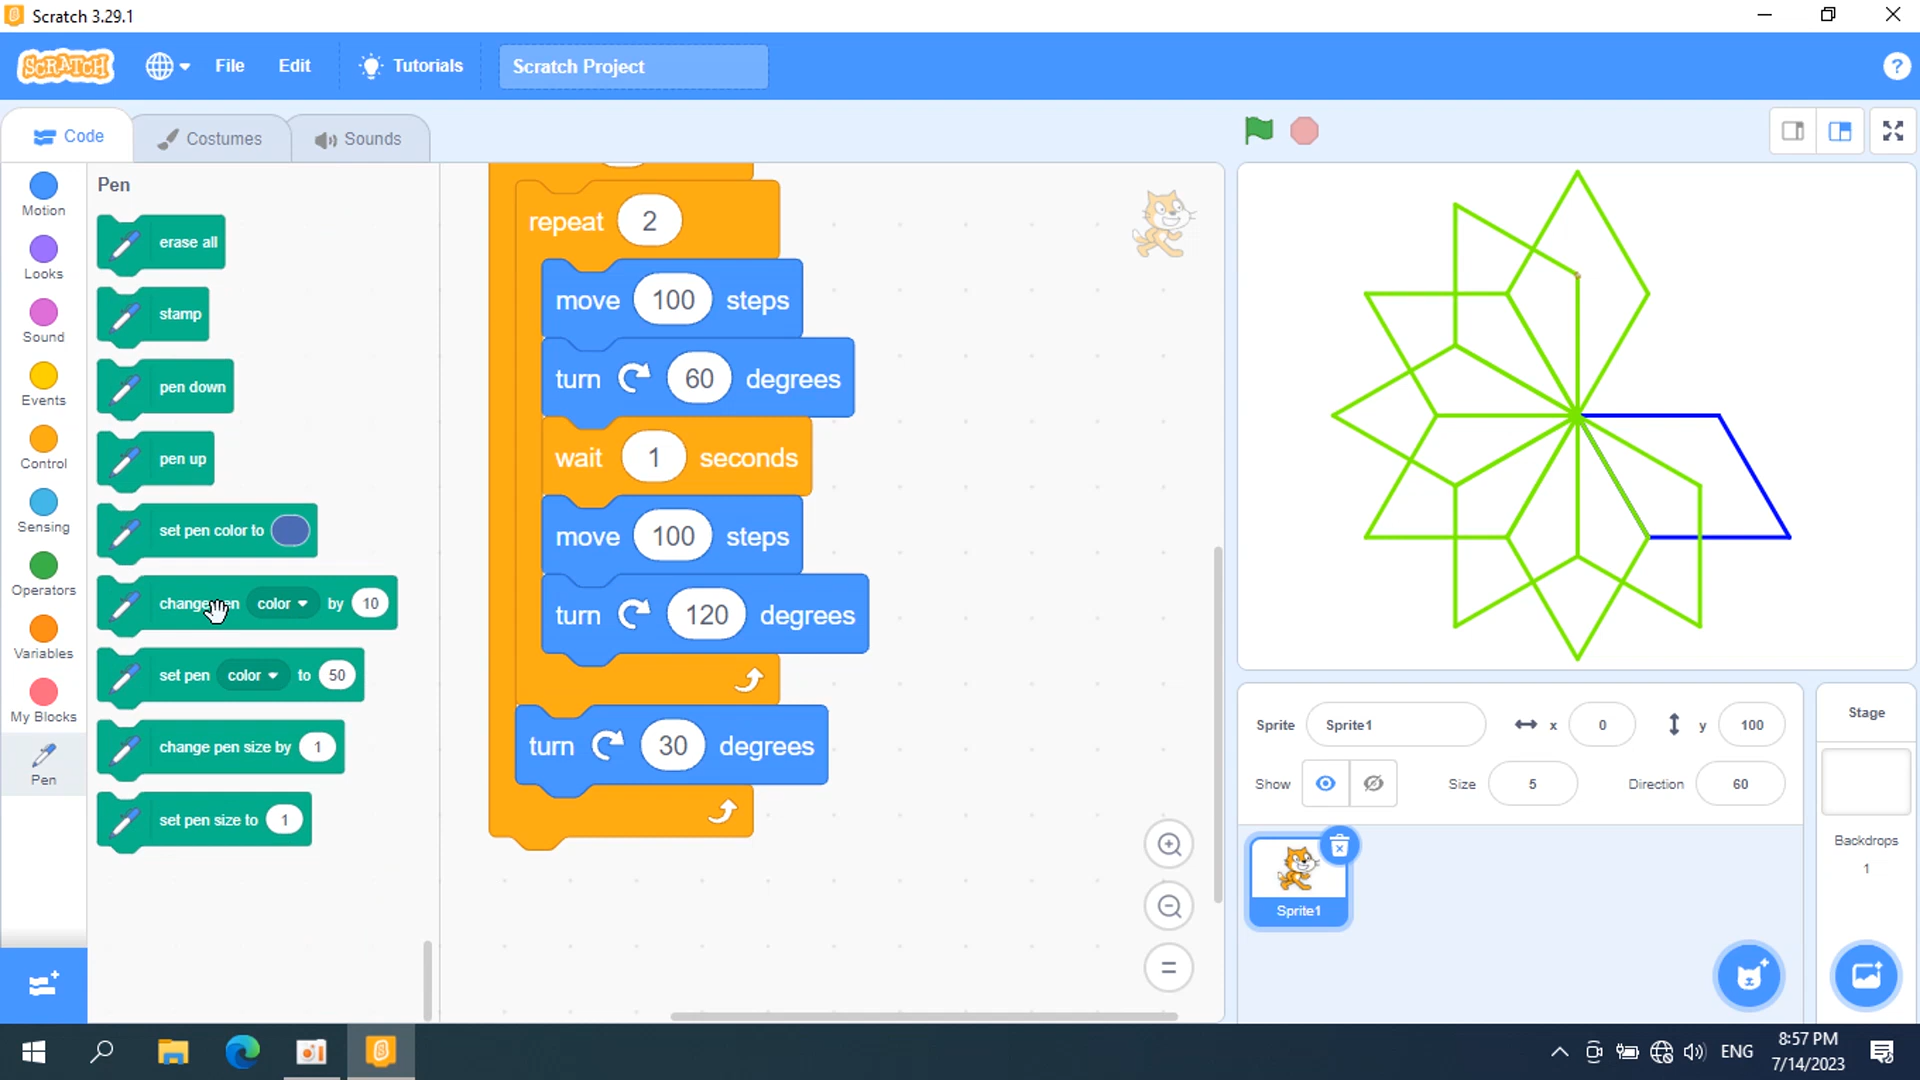 Scratch 3.29.1
SCRATCH File Edit Tutorials Scratch Project ?
Code Costumes Sounds
Motion
Looks
Sound
Events
Control
Sensing
Operators
Variables
My Blocks
Pen
Pen
erase all
stamp
pen down
pen up
set pen color to
change pen color by 10
set pen color to 50
change pen size by 1
set pen size to 1
repeat 2
move 100 steps
turn 60 degrees
wait 1 seconds
move 100 steps
turn 120 degrees
turn 30 degrees
Sprite Sprite1 x 0 y 100
Show Size 5 Direction 60
Sprite1
Stage
Backdrops
1
ENG
8:57 PM
7/14/2023